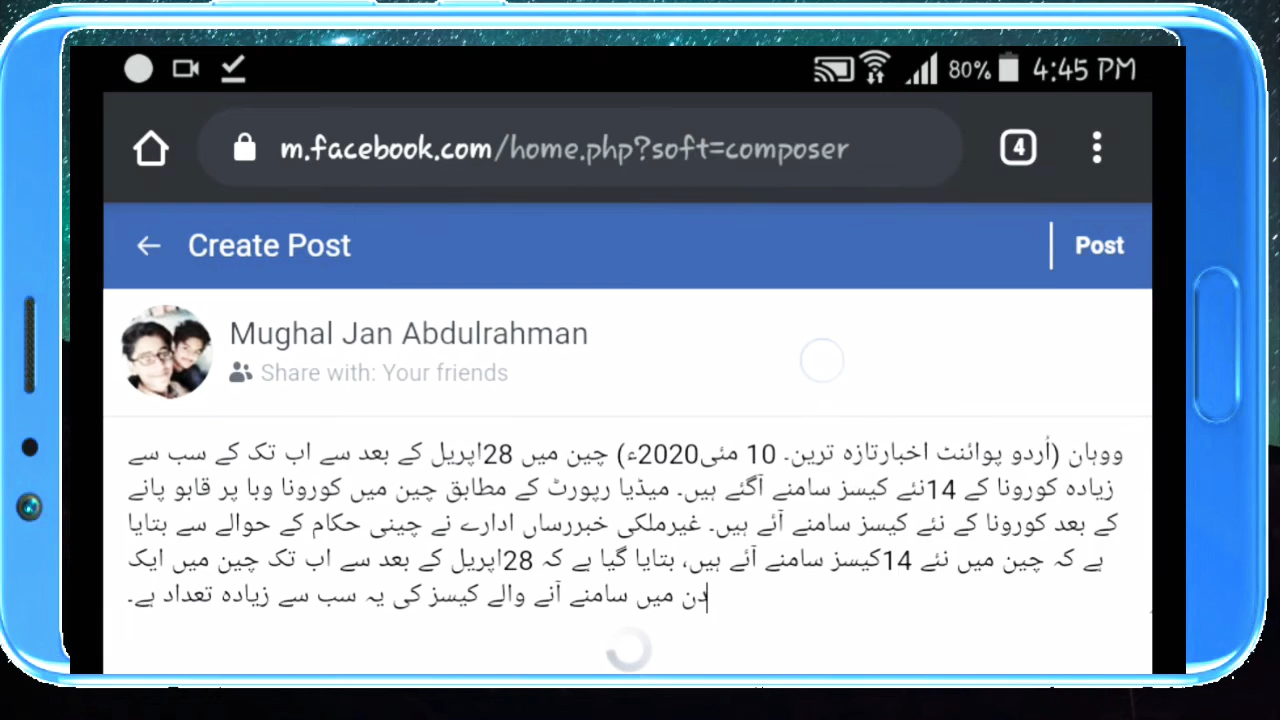 80% 4:45 PM
m.facebook.com/home.php?soft=composer
4
Create Post
Post
Mughal Jan Abdulrahman
Share with: Your friends
ووہان (اُردو پوائنٹ اخبارتازہ ترین۔ 10 مئی2020ء) چین میں 28اپریل کے بعد سے اب تک کے سب سے
زیادہ کورونا کے 14نئے کیسز سامنے آگئے ہیں۔ میڈیا رپورٹ کے مطابق چین میں کورونا وبا پر قابو پانے
کے بعد کورونا کے نئے کیسز سامنے آئے ہیں۔ غیرملکی خبررساں ادارے نے چینی حکام کے حوالے سے بتایا
ہے کہ چین میں نئے 14کیسز سامنے آئے ہیں، بتایا گیا ہے کہ 28اپریل کے بعد سے اب تک چین میں ایک
دن میں سامنے آنے والے کیسز کی یہ سب سے زیادہ تعداد ہے۔